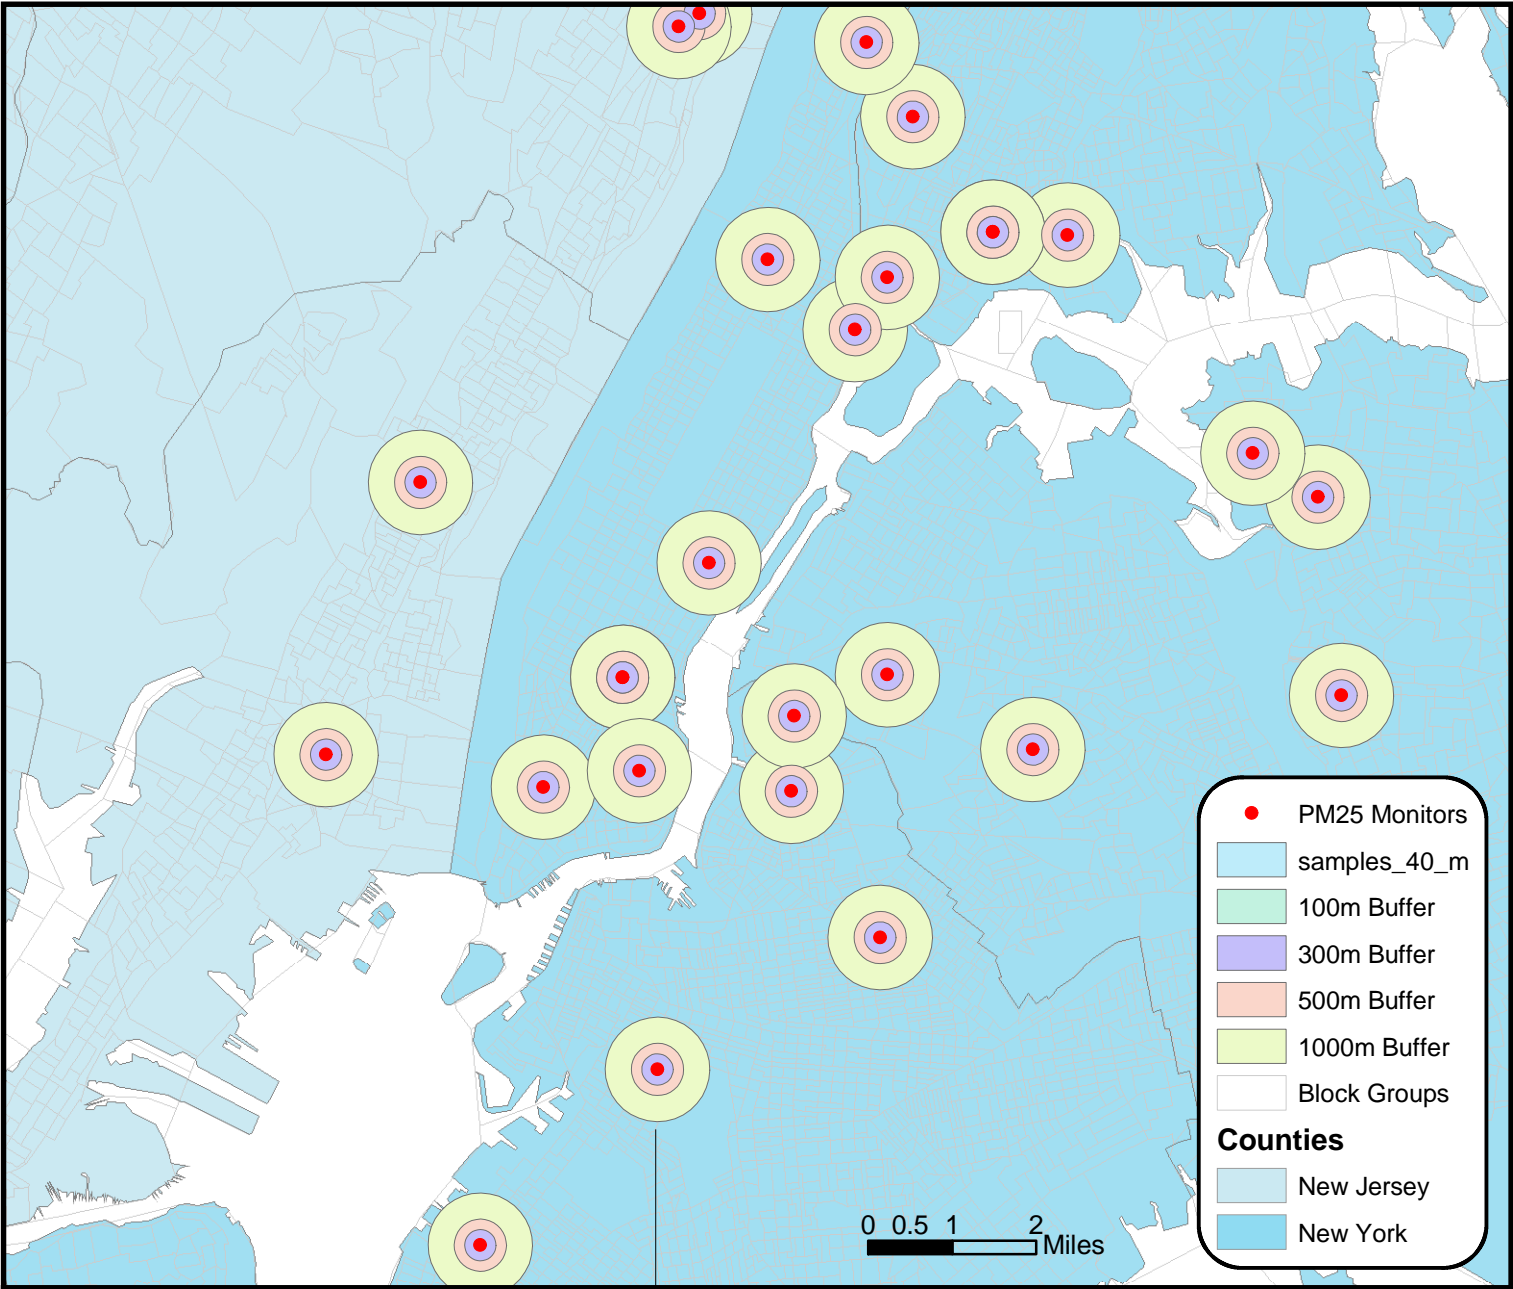 PM25 Monitors
samples_40_m
100m Buffer
300m Buffer
500m Buffer
1000m Buffer
Block Groups
Counties
New Jersey
New York
0 0.5 1 2
Miles